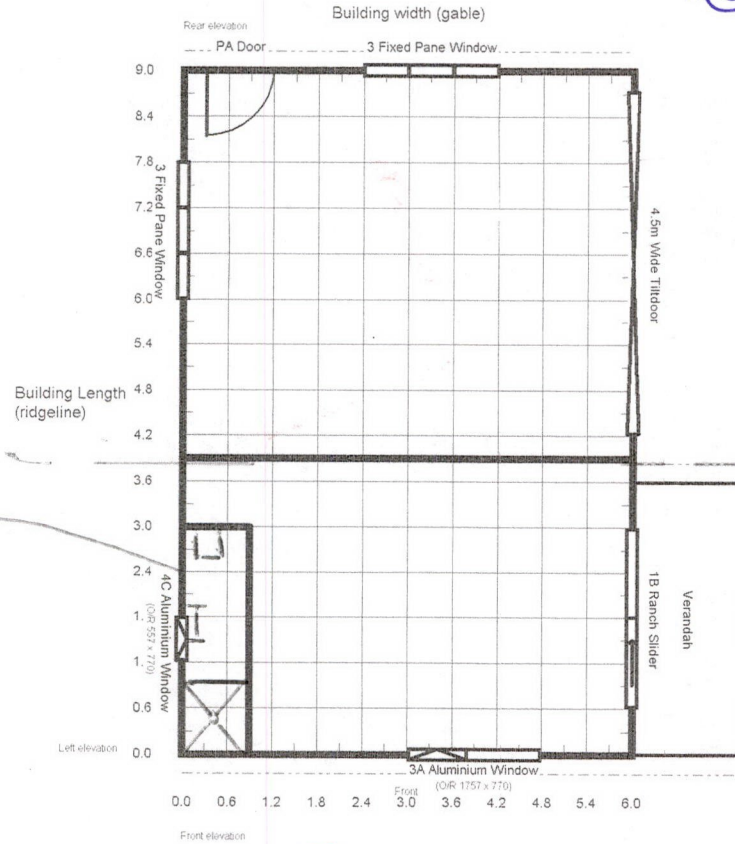 Building width (gable)
Rear elevation
PA Door
3 Fixed Pane Window
9.0
8.4
7.8
7.2
6.6
6.0
5.4
4.8
4.2
3.6
3.0
2.4
1.
1.
0.6
0.0
3 Fixed Pane Window
4.5m Wide Tiltdoor
Building Length
(ridgeline)
4C Aluminium Window
(O/R 557 x 770)
1B Ranch Slider
Verandah
Left elevation
3A Aluminium Window
Front
(O/R 1757 x 770)
0.0 0.6 1.2 1.8 2.4 3.0 3.6 4.2 4.8 5.4 6.0
Front elevation